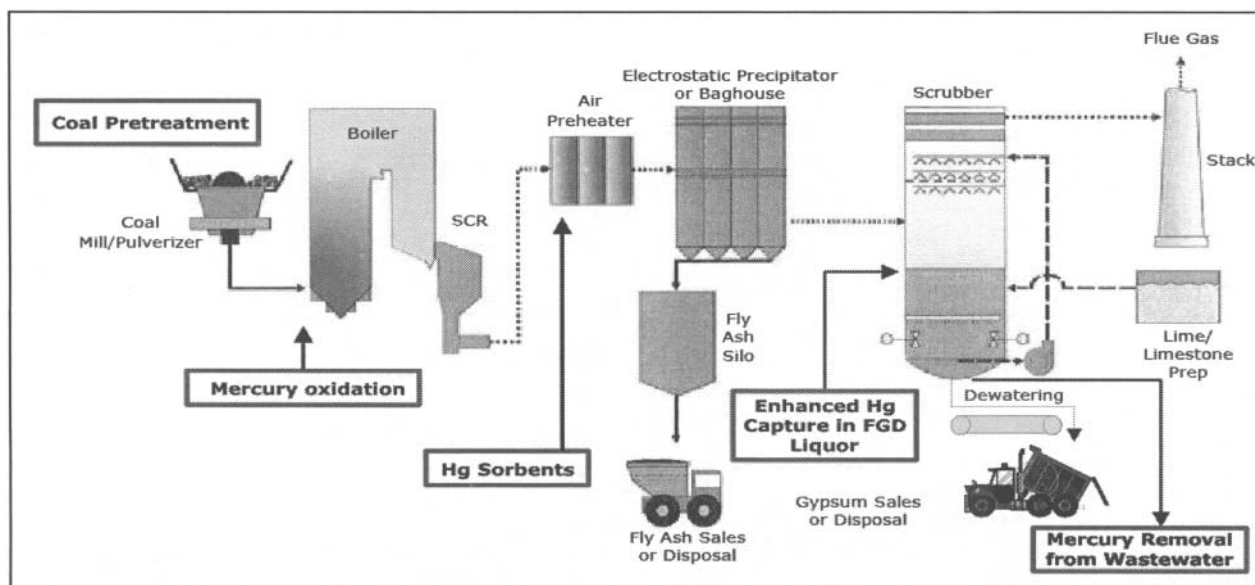 Flue Gas
Electrostatic Precipitator
or Baghouse
Scrubber
Air
Preheater
Coal Pretreatment
Boiler
Stack
SCR
Coal
Mill/Pulverizer
Fly
Ash
Silo
Lime/
Limestone
Prep
Mercury oxidation
Enhanced Hg
Capture in FGD
Liquor
Dewatering
Hg Sorbents
Gypsum Sales
or Disposal
Fly Ash Sales
or Disposal
Mercury Removal
from Wastewater